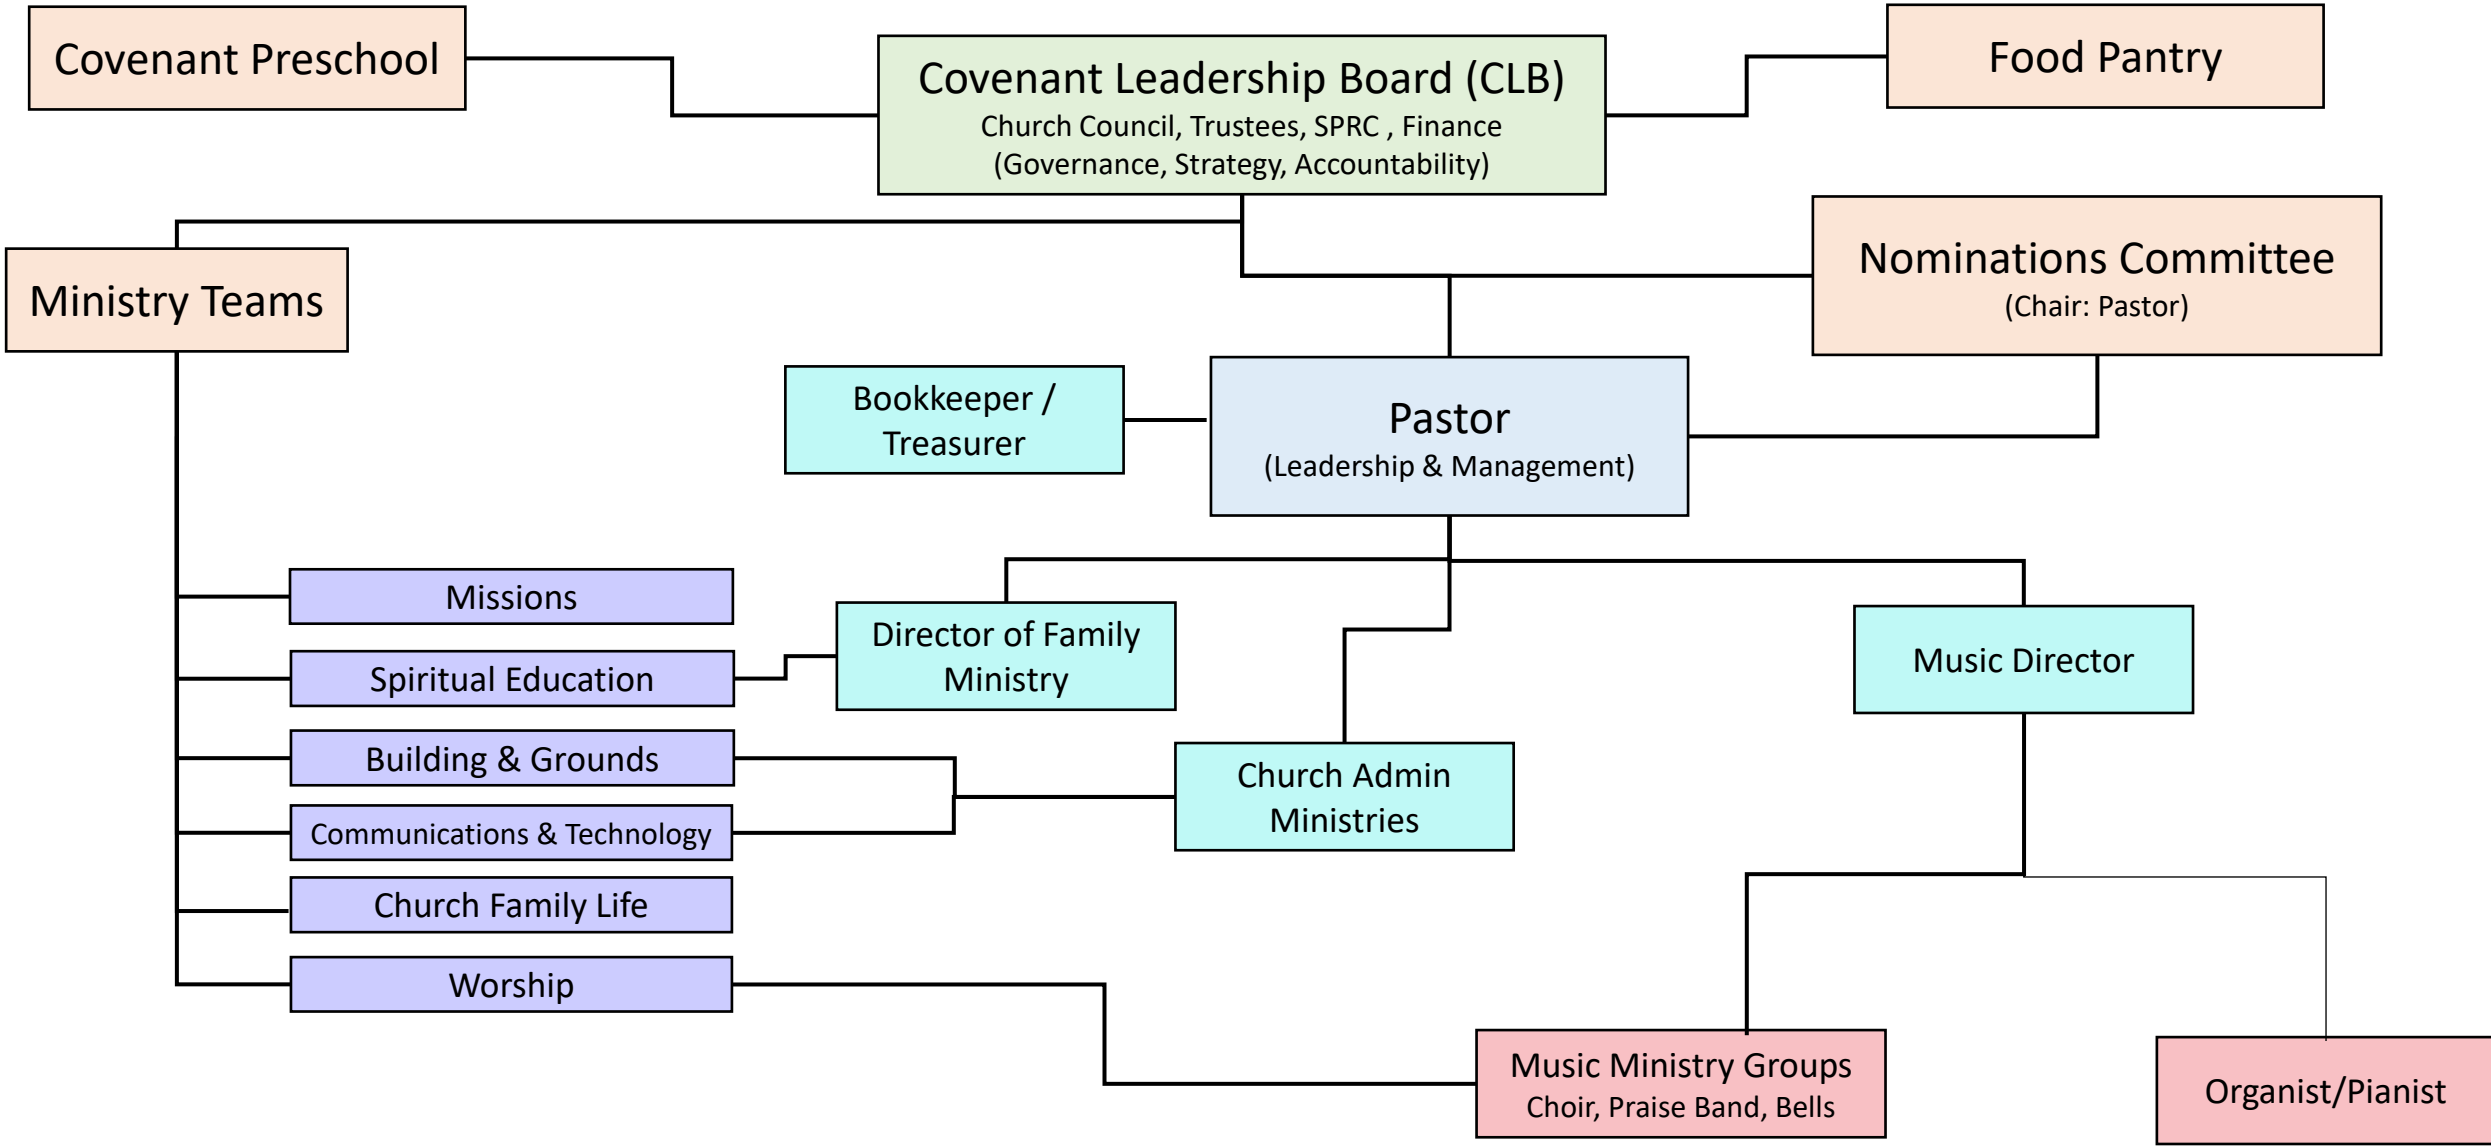 Covenant Preschool
Covenant Leadership Board (CLB)
Church Council, Trustees, SPRC , Finance
(Governance, Strategy, Accountability)
Food Pantry
Ministry Teams
Nominations Committee
(Chair: Pastor)
Bookkeeper /
Treasurer
Pastor
(Leadership & Management)
Missions
Spiritual Education
Building & Grounds
Communications & Technology
Church Family Life
Worship
Director of Family
Ministry
Church Admin
Ministries
Music Director
Music Ministry Groups
Choir, Praise Band, Bells
Organist/Pianist